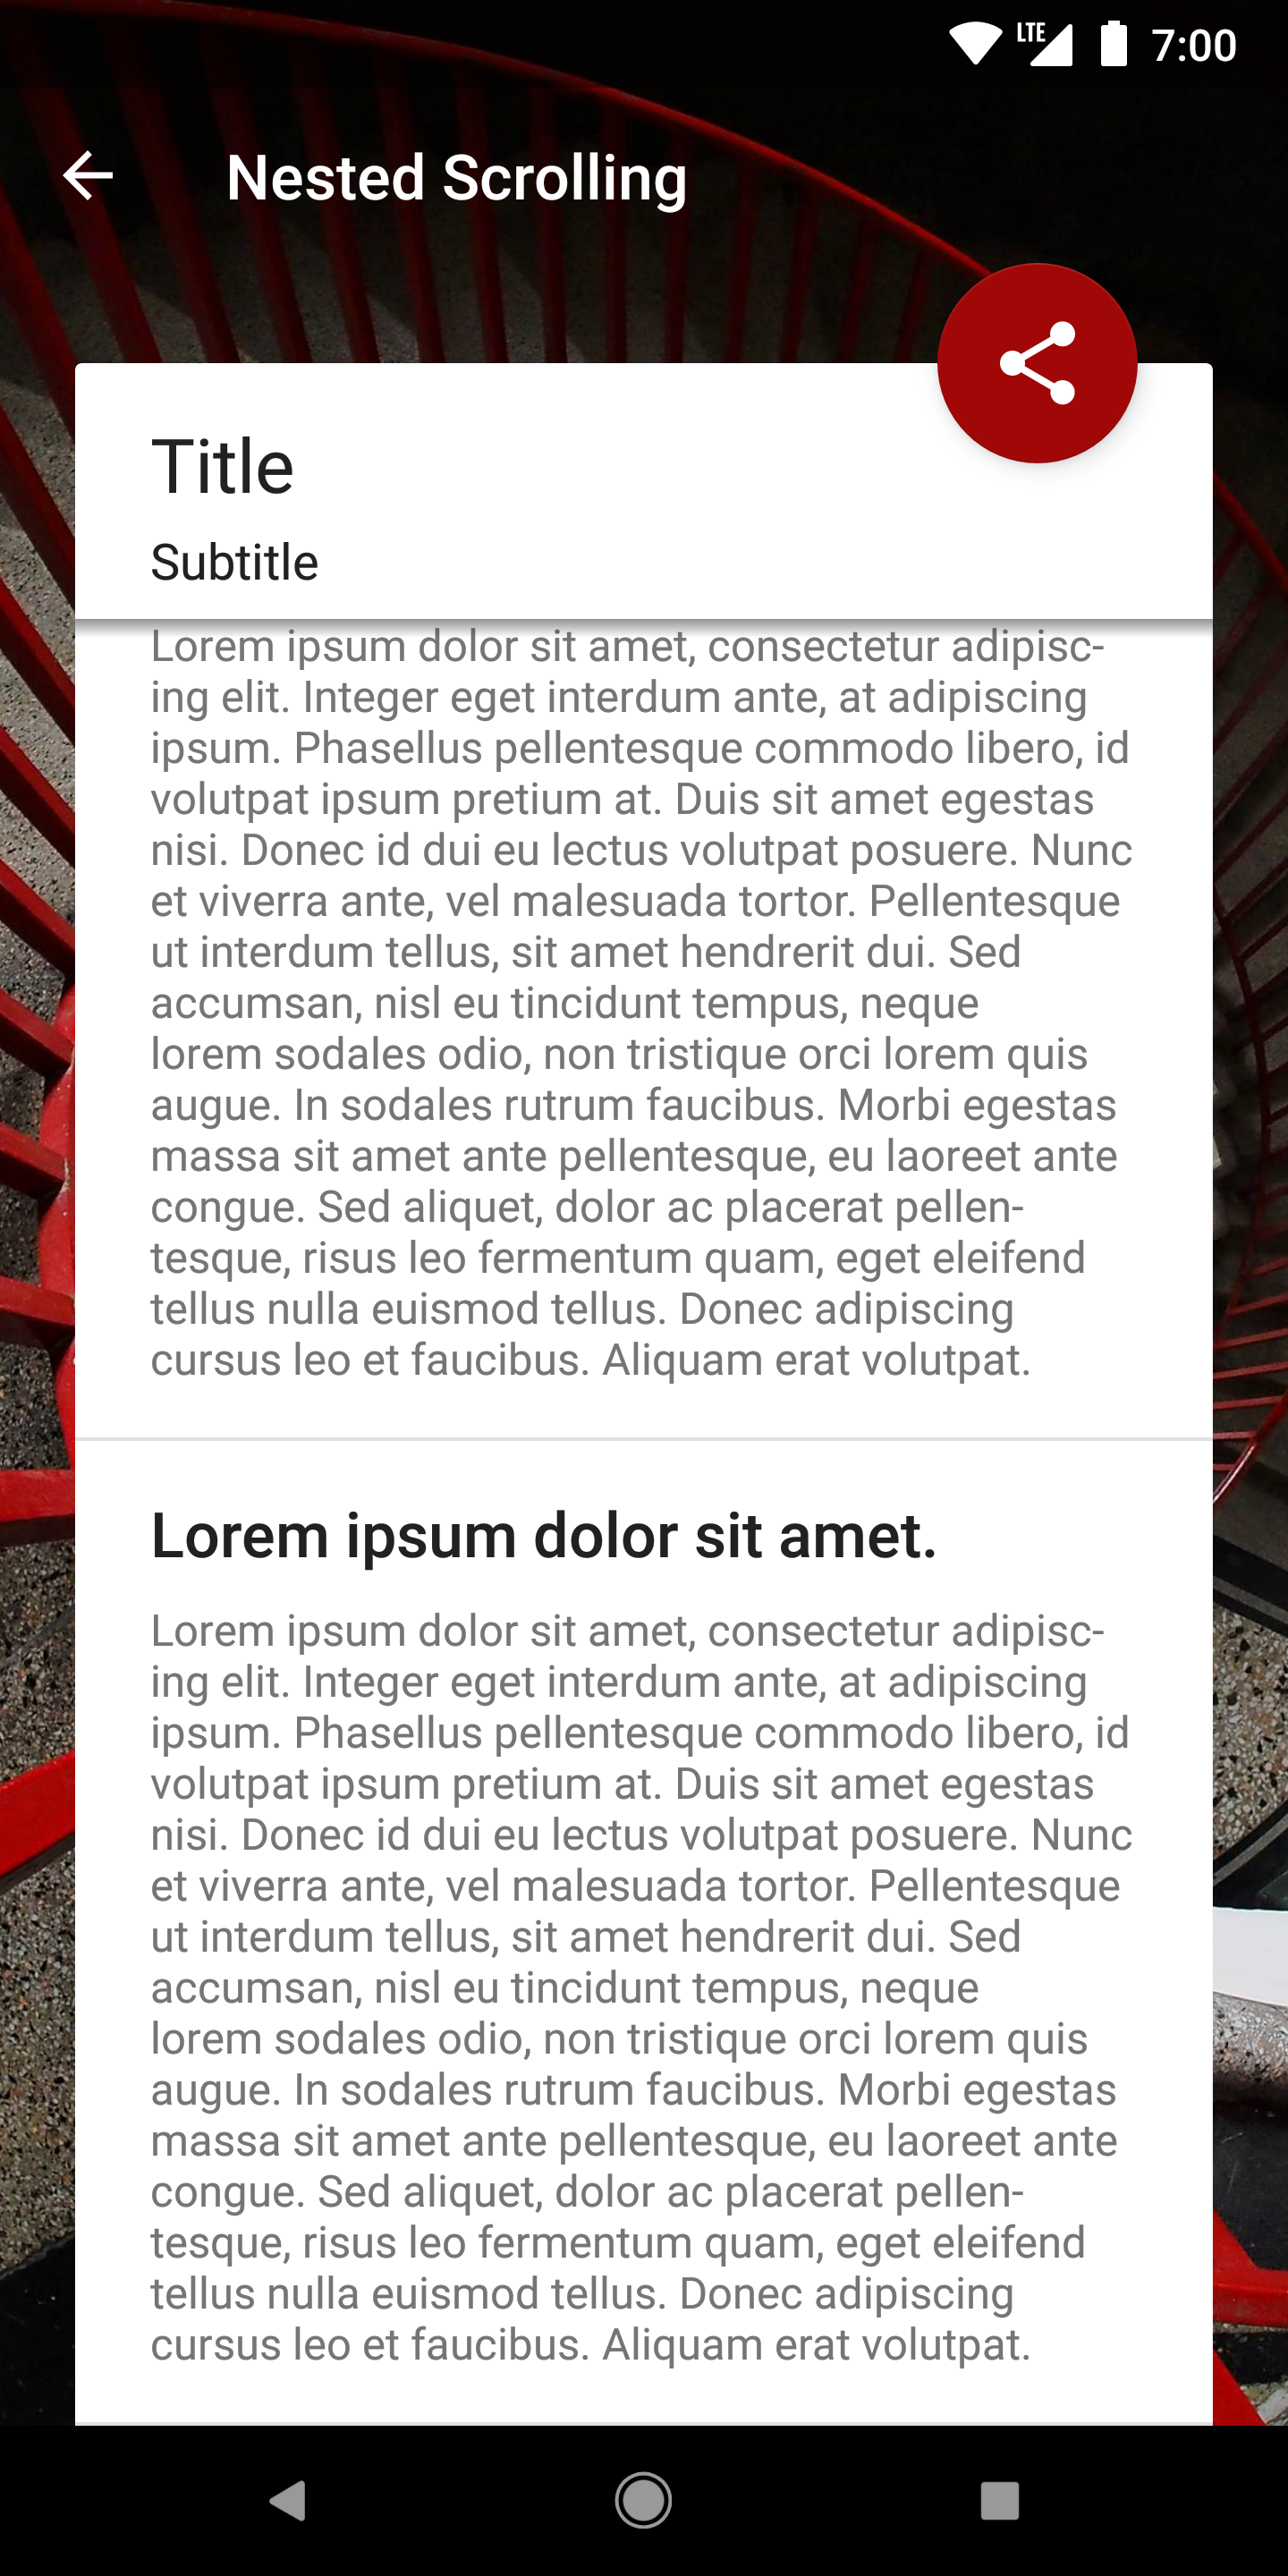 LTE 7:00
Nested Scrolling
Title
Subtitle
Lorem ipsum dolor sit amet, consectetur adipisc-
ing elit. Integer eget interdum ante, at adipiscing
ipsum. Phasellus pellentesque commodo libero, id
volutpat ipsum pretium at. Duis sit amet egestas
nisi. Donec id dui eu lectus volutpat posuere. Nunc
et viverra ante, vel malesuada tortor. Pellentesque
ut interdum tellus, sit amet hendrerit dui. Sed
accumsan, nisl eu tincidunt tempus, neque
lorem sodales odio, non tristique orci lorem quis
augue. In sodales rutrum faucibus. Morbi egestas
massa sit amet ante pellentesque, eu laoreet ante
congue. Sed aliquet, dolor ac placerat pellen-
tesque, risus leo fermentum quam, eget eleifend
tellus nulla euismod tellus. Donec adipiscing
cursus leo et faucibus. Aliquam erat volutpat.
Lorem ipsum dolor sit amet.
Lorem ipsum dolor sit amet, consectetur adipisc-
ing elit. Integer eget interdum ante, at adipiscing
ipsum. Phasellus pellentesque commodo libero, id
volutpat ipsum pretium at. Duis sit amet egestas
nisi. Donec id dui eu lectus volutpat posuere. Nunc
et viverra ante, vel malesuada tortor. Pellentesque
ut interdum tellus, sit amet hendrerit dui. Sed
accumsan, nisl eu tincidunt tempus, neque
lorem sodales odio, non tristique orci lorem quis
augue. In sodales rutrum faucibus. Morbi egestas
massa sit amet ante pellentesque, eu laoreet ante
congue. Sed aliquet, dolor ac placerat pellen-
tesque, risus leo fermentum quam, eget eleifend
tellus nulla euismod tellus. Donec adipiscing
cursus leo et faucibus. Aliquam erat volutpat.